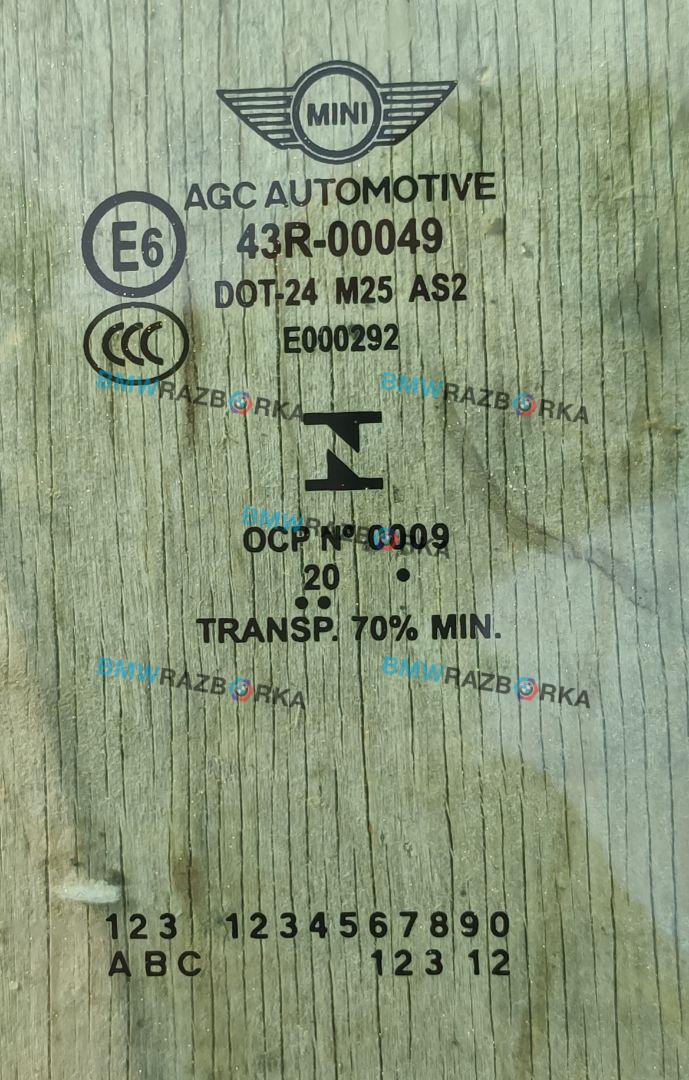 MINI
AGC AUTOMOTIVE
E6
43R-00049
DOT-24 M25 AS2
CCC
E000292
BMWRAZBORKA
BMWRAZBORKA
BMWRAZBORKA
OCP Nº 0009
20
TRANSP. 70% MIN.
BMWRAZBORKA
BMWRAZBORKA
123 1234567890
ABC 123 12